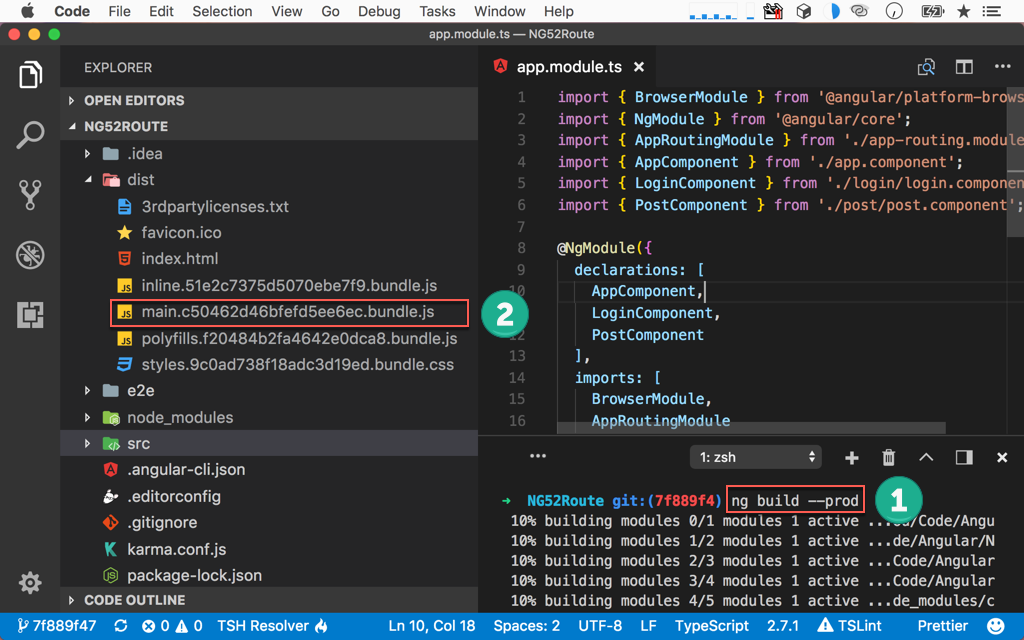 Code File Edit Selection View Go Debug Tasks Window Help
app.module.ts — NG52Route
EXPLORER
OPEN EDITORS
NG52ROUTE
.idea
dist
3rdpartylicenses.txt
favicon.ico
index.html
inline.51e2c7375d5070ebe7f9.bundle.js
main.c50462d46bfefd5ee6ec.bundle.js
polyfills.f20484b2fa4642e0dca8.bundle.js
styles.9c0ad738f18adc3d19ed.bundle.css
e2e
node_modules
src
.angular-cli.json
.editorconfig
.gitignore
karma.conf.js
package-lock.json
CODE OUTLINE
app.module.ts
1 import { BrowserModule } from '@angular/platform-brows
2 import { NgModule } from '@angular/core';
3 import { AppRoutingModule } from './app-routing.module
4 import { AppComponent } from './app.component';
5 import { LoginComponent } from './login/login.componen
6 import { PostComponent } from './post/post.component';
7
8 @NgModule({
9 declarations: [
10 AppComponent,
LoginComponent,
12 PostComponent
13 ],
14 imports: [
15 BrowserModule,
16 AppRoutingModule
2
1: zsh
→ NG52Route git:(7f889f4) ng build --prod
1
10% building modules 0/1 modules 1 active ...ed/Code/Angu
10% building modules 1/2 modules 1 active ...de/Angular/N
10% building modules 2/3 modules 1 active ...Code/Angular
10% building modules 3/4 modules 1 active ...Code/Angular
10% building modules 4/5 modules 1 active ...de_modules/c
7f889f47 0 0 TSH Resolver Ln 10, Col 18 Spaces: 2 UTF-8 LF TypeScript 2.7.1 TSLint Prettier